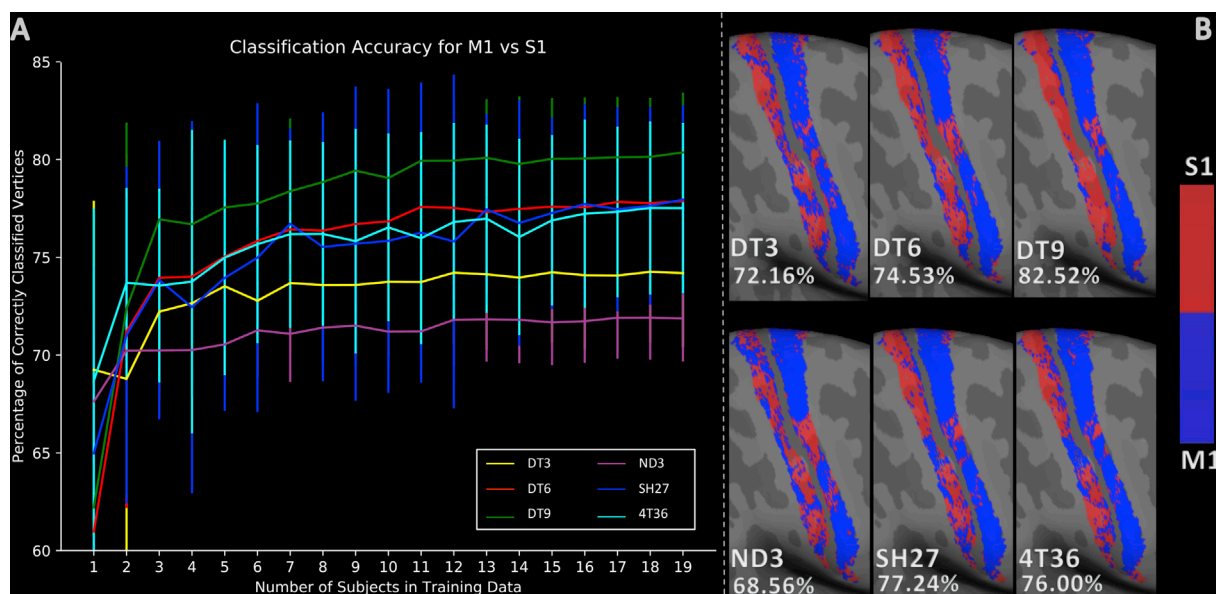 A
Classification Accuracy for M1 vs S1
Percentage of Correctly Classified Vertices
85
80
75
70
65
60
1 2 3 4 5 6 7 8 9 10 11 12 13 14 15 16 17 18 19
Number of Subjects in Training Data
DT3
DT6
DT9
ND3
SH27
4T36
B
DT3
72.16%
DT6
74.53%
DT9
82.52%
ND3
68.56%
SH27
77.24%
4T36
76.00%
S1
M1